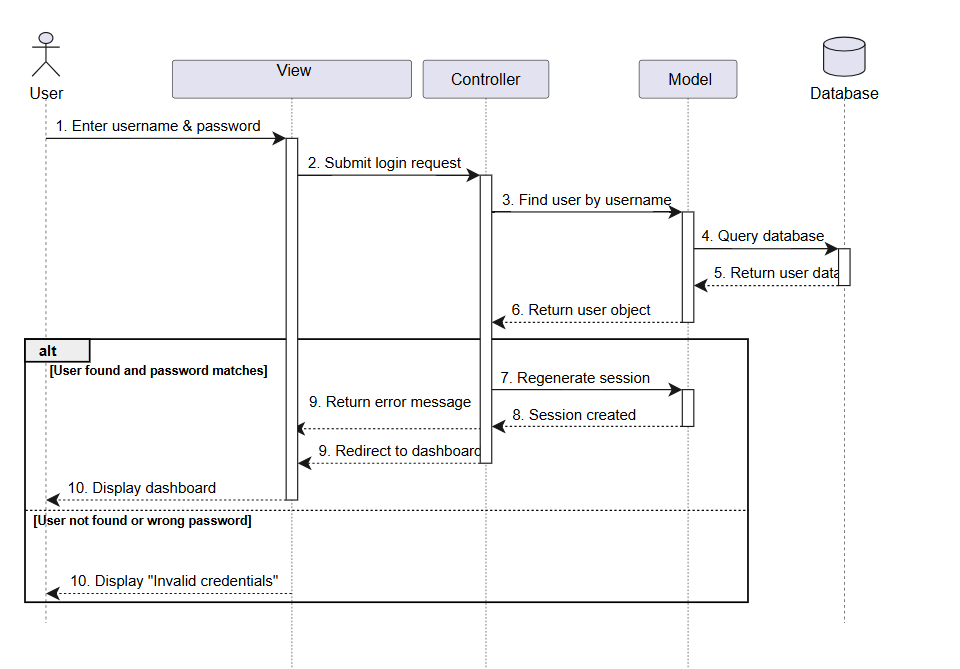 View
Controller
Model
User
Database
1. Enter username & password
2. Submit login request
3. Find user by username
4. Query database
5. Return user data
6. Return user object
alt
[User found and password matches]
7. Regenerate session
9. Return error message
8. Session created
9. Redirect to dashboard
10. Display dashboard
[User not found or wrong password]
10. Display "Invalid credentials"